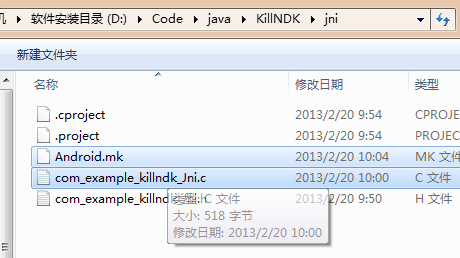 软件安装目录 (D:) ▸ Code ▸ java ▸ KillNDK ▸ jni
新建文件夹
名称 修改日期 类型
.cproject 2013/2/20 9:54 CPROJ
.project 2013/2/20 9:54 PROJE
Android.mk 2013/2/20 10:04 MK 文件
com_example_killndk_Jni.c 2013/2/20 10:00 C 文件
com_example_killndk 2013/2/20 9:50 H 文件
类型: C 文件
大小: 518 字节
修改日期: 2013/2/20 10:00